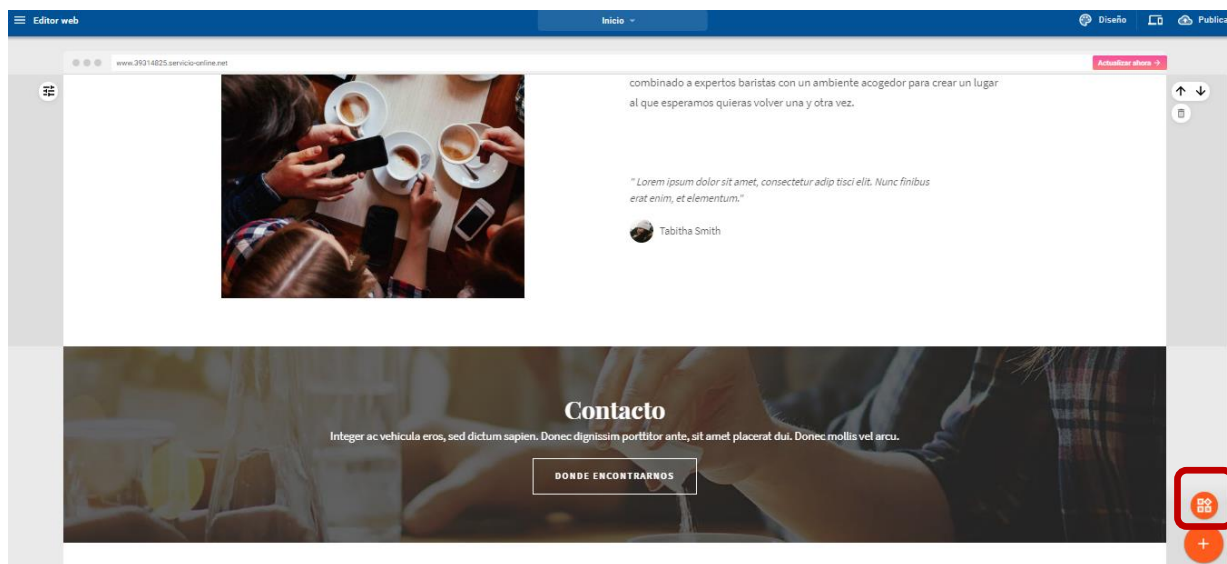 Editor web
Inicio
Diseño
Publica
www.39314825.servicio-online.net
Actualizar ahora →
combinado a expertos baristas con un ambiente acogedor para crear un lugar
al que esperamos quieras volver una y otra vez.
" Lorem ipsum dolor sit amet, consectetur adip tisci elit. Nunc finibus
erat enim, et elementum."
Tabitha Smith
Contacto
Integer ac vehicula eros, sed dictum sapien. Donec dignissim porttitor ante, sit amet placerat dui. Donec mollis vel arcu.
DONDE ENCONTRARNOS